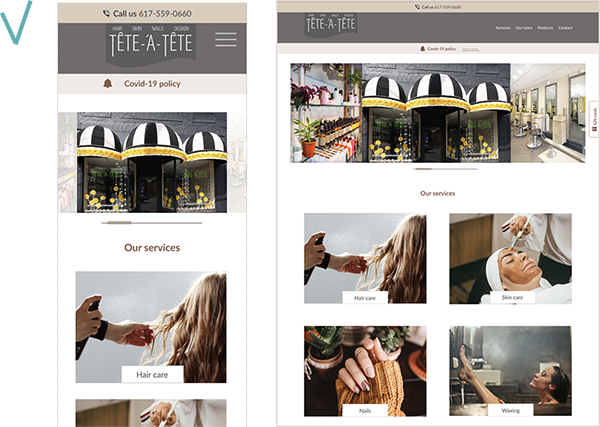 Call us 617-559-0660
HAIR SKIN NAILS DESIGN
TÊTE-À-TÊTE
Covid-19 policy
Our services
Hair care
Call us 617-559-0660
HAIR SKIN NAILS DESIGN
TÊTE-À-TÊTE
Services Our team Products Contact
Covid-19 policy
Gift cards
Our services
Hair care
Skin care
Nails
Waxing